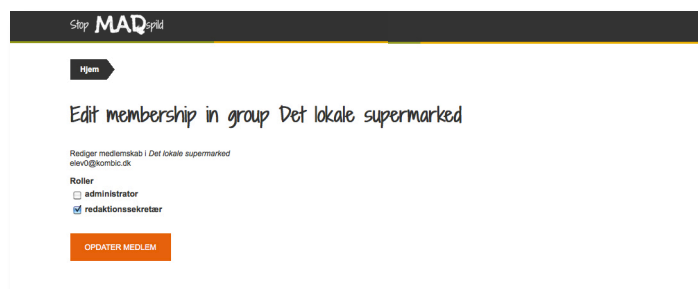 Stop MADspild
Hjem
Edit membership in group Det lokale supermarked
Rediger medlemskab i Det lokale supermarked
elev0@kombic.dk
Roller
administrator
redaktionssekretær
OPDATER MEDLEM